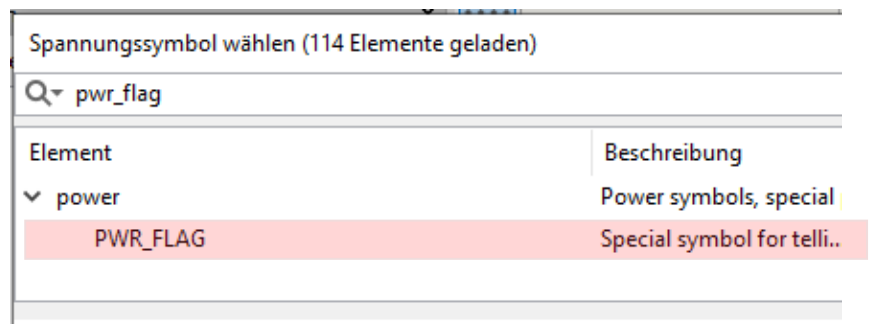 Spannungssymbol wählen (114 Elemente geladen)
pwr_flag
Element Beschreibung
power Power symbols, special
PWR_FLAG Special symbol for telli..